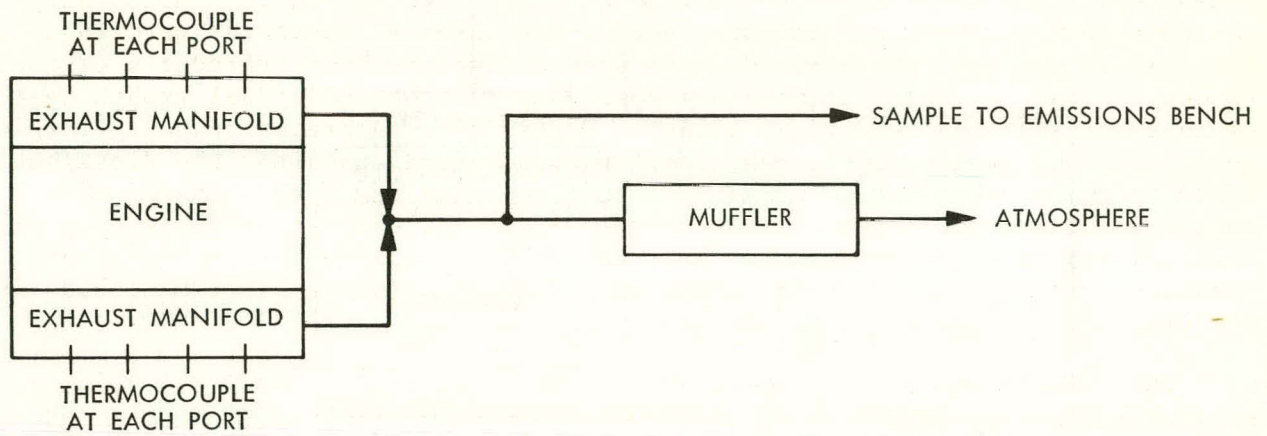 THERMOCOUPLE
AT EACH PORT
EXHAUST MANIFOLD
SAMPLE TO EMISSIONS BENCH
ENGINE
MUFFLER
ATMOSPHERE
EXHAUST MANIFOLD
THERMOCOUPLE
AT EACH PORT